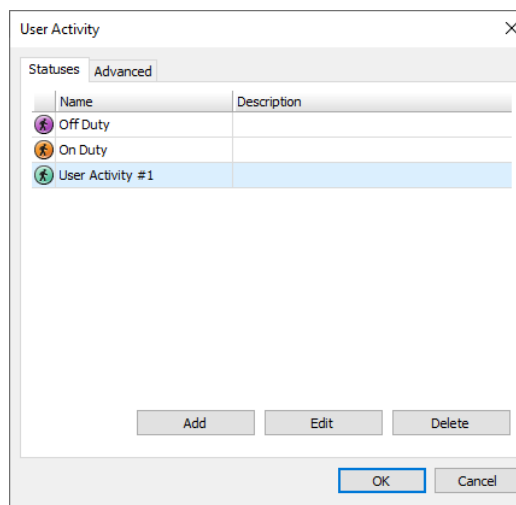 User Activity
Statuses Advanced
Name Description
Off Duty
On Duty
User Activity #1
Add Edit Delete
OK Cancel